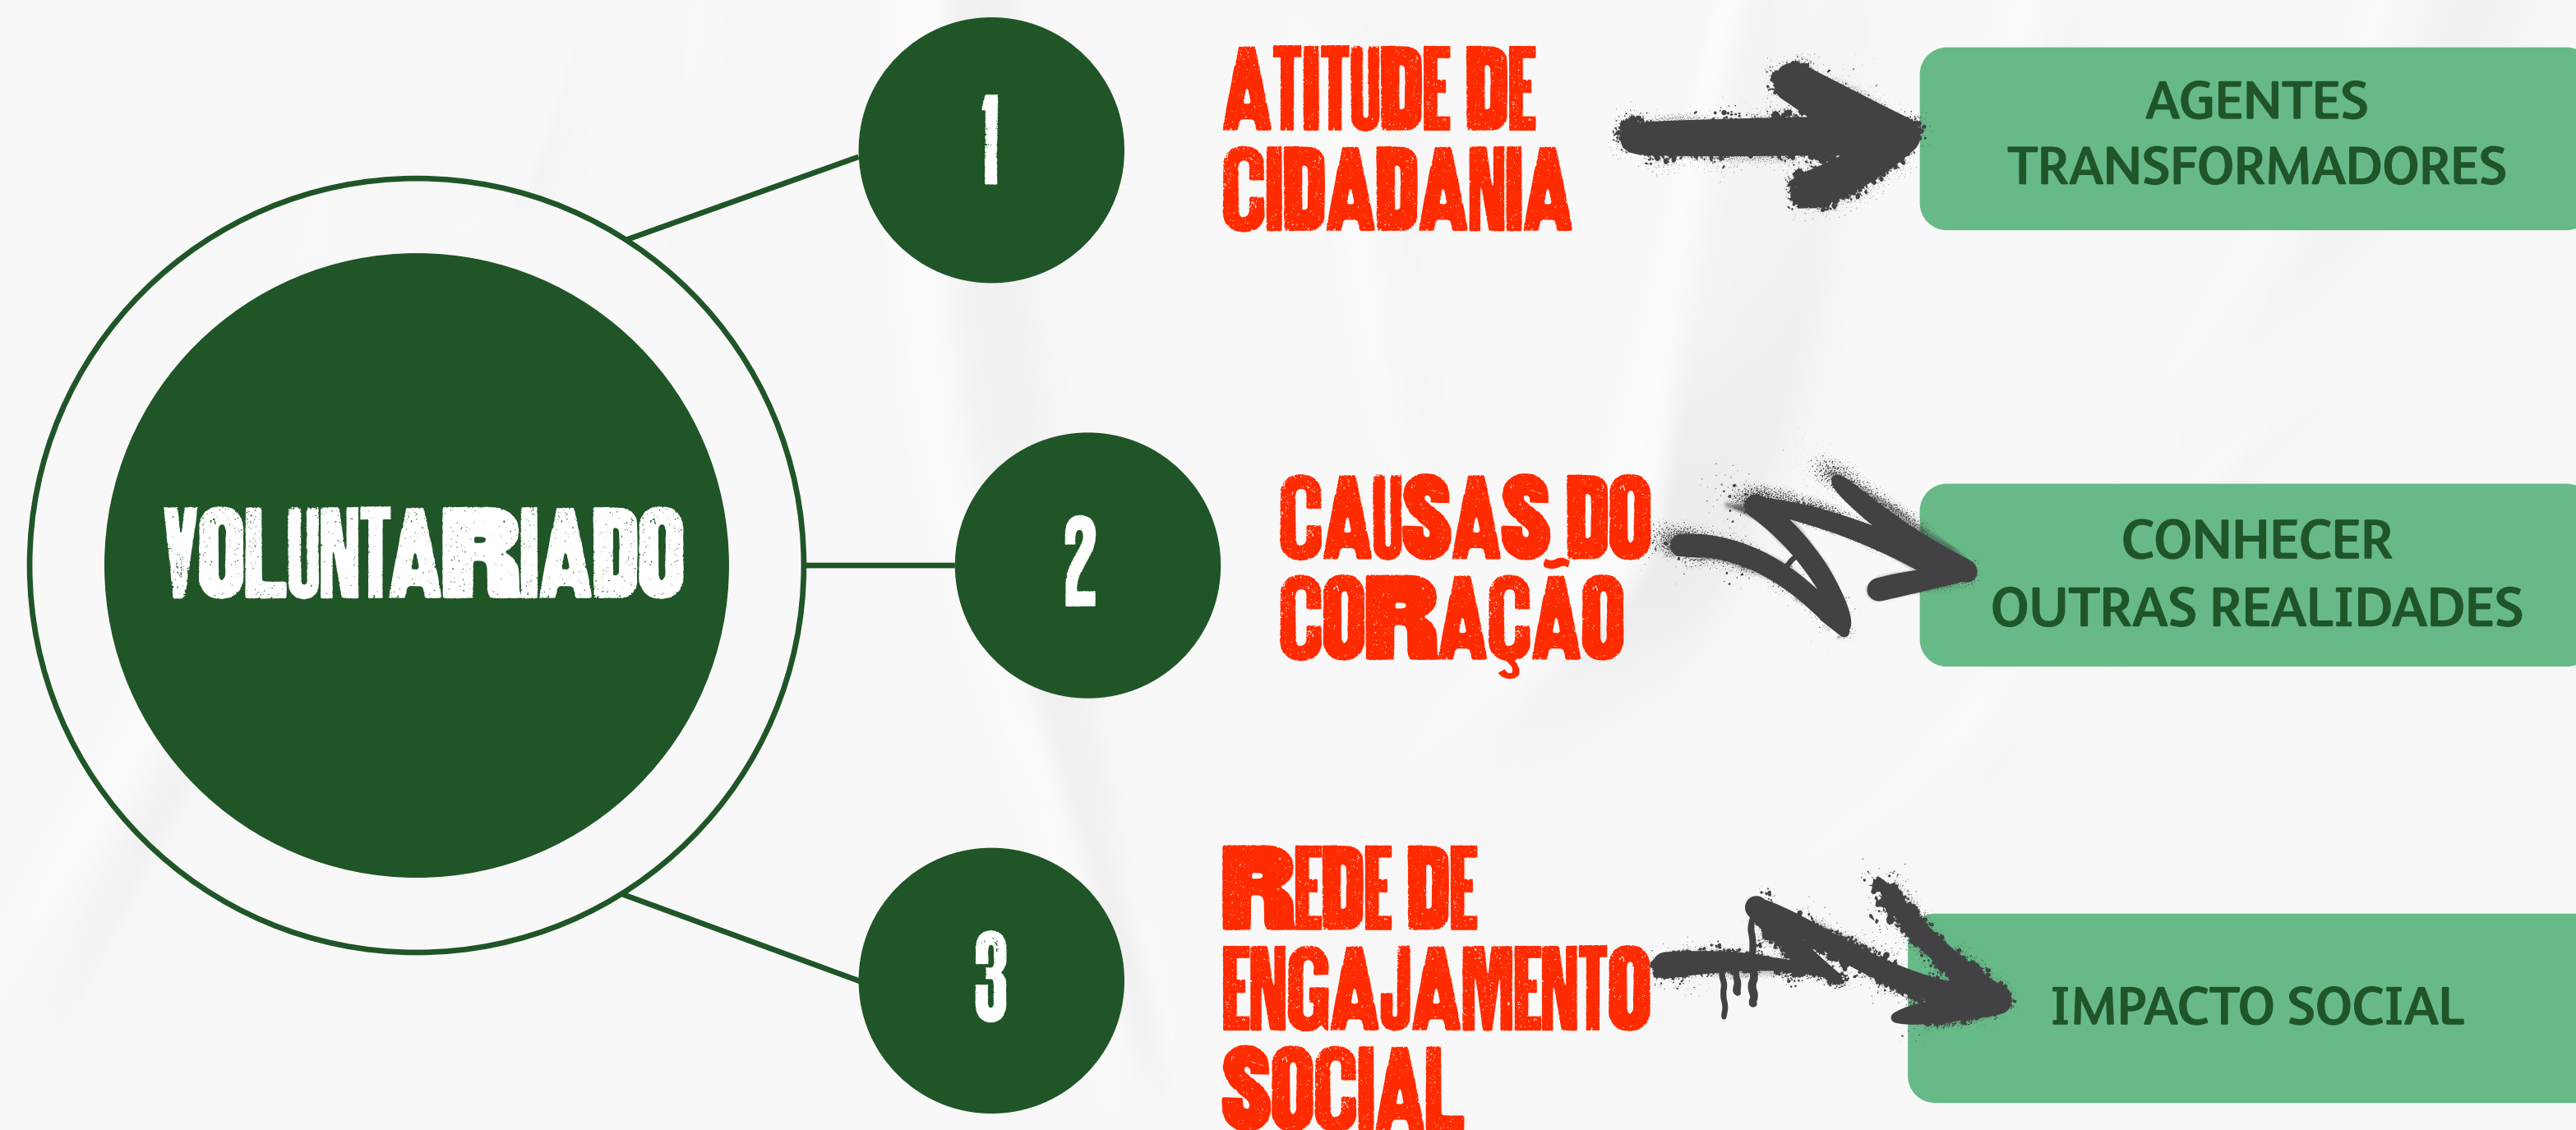 VOLUNTARIADO
1
ATITUDE DE
CIDADANIA
AGENTES
TRANSFORMADORES
2
CAUSAS DO
CORAÇÃO
CONHECER
OUTRAS REALIDADES
3
REDE DE
ENGAJAMENTO
SOCIAL
IMPACTO SOCIAL